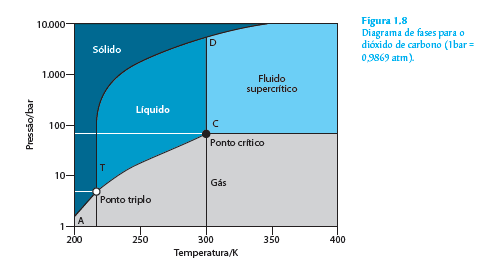 Figura 1.8
Diagrama de fases para o
dióxido de carbono (1bar =
0,9869 atm).
10.000
1.000
100
10
1
Pressão/bar
Sólido
D
Fluido
supercrítico
Líquido
C
Ponto crítico
T
Gás
Ponto triplo
A
200
250
300
350
400
Temperatura/K